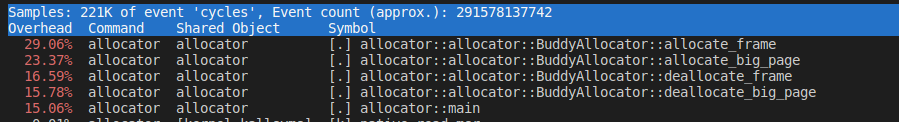 Samples: 221K of event 'cycles', Event count (approx.): 291578137742
Overhead  Command    Shared Object      Symbol
  29.06%  allocator  allocator          [.] allocator::allocator::BuddyAllocator::allocate_frame
  23.37%  allocator  allocator          [.] allocator::allocator::BuddyAllocator::allocate_big_page
  16.59%  allocator  allocator          [.] allocator::allocator::BuddyAllocator::deallocate_frame
  15.78%  allocator  allocator          [.] allocator::allocator::BuddyAllocator::deallocate_big_page
  15.06%  allocator  allocator          [.] allocator::main